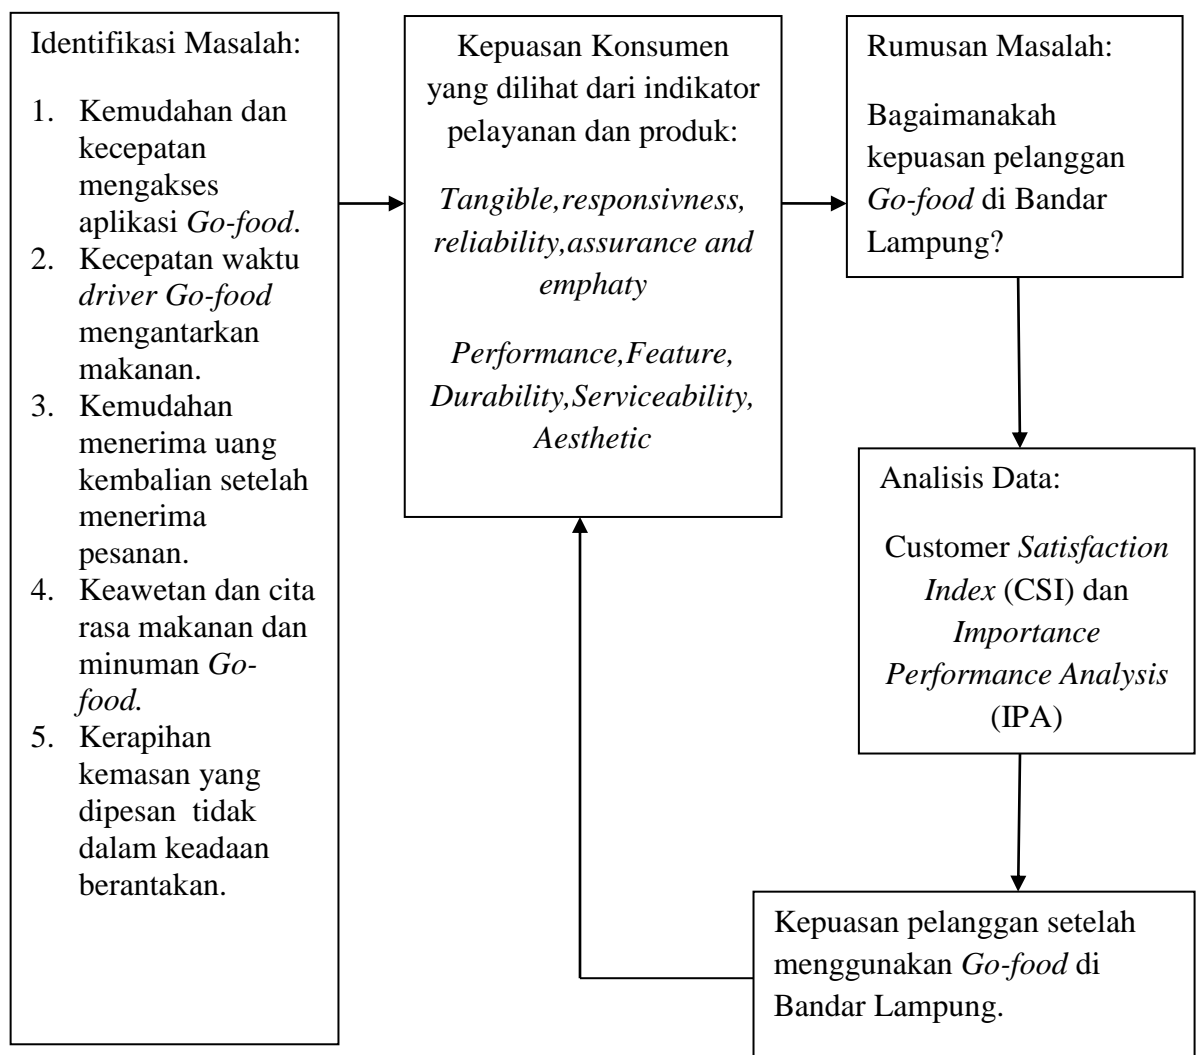 Identifikasi Masalah:
1. Kemudahan dan
kecepatan
mengakses
aplikasi Go-food.
2. Kecepatan waktu
driver Go-food
mengantarkan
makanan.
3. Kemudahan
menerima uang
kembalian setelah
menerima
pesanan.
4. Keawetan dan cita
rasa makanan dan
minuman Go-
food.
5. Kerapihan
kemasan yang
dipesan tidak
dalam keadaan
berantakan.
Kepuasan Konsumen
yang dilihat dari indikator
pelayanan dan produk:
Tangible,responsivness,
reliability,assurance and
emphaty
Performance,Feature,
Durability,Serviceability,
Aesthetic
Rumusan Masalah:
Bagaimanakah
kepuasan pelanggan
Go-food di Bandar
Lampung?
Analisis Data:
Customer Satisfaction
Index (CSI) dan
Importance
Performance Analysis
(IPA)
Kepuasan pelanggan setelah
menggunakan Go-food di
Bandar Lampung.